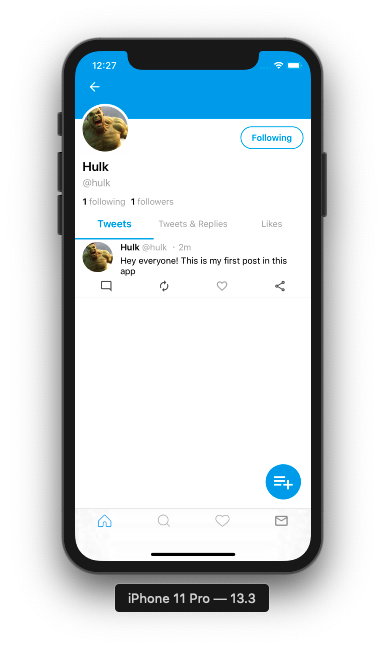 12:27
Following
Hulk
@hulk
1 following 1 followers
Tweets Tweets & Replies Likes
Hulk @hulk · 2m
Hey everyone! This is my first post in this
app
iPhone 11 Pro — 13.3